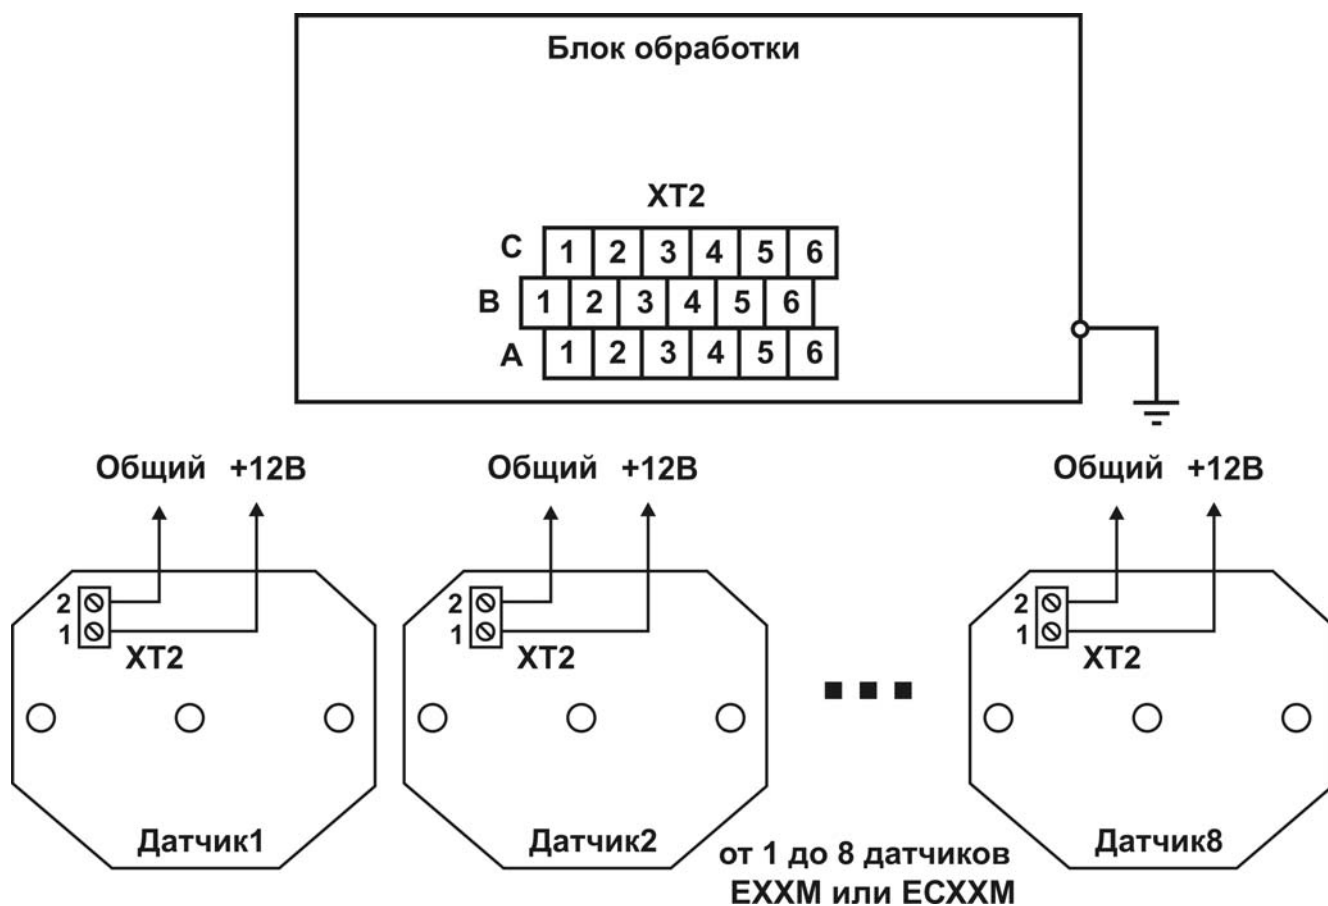 Блок обработки
XT2
C 1 2 3 4 5 6
B 1 2 3 4 5 6
A 1 2 3 4 5 6
Общий +12В Общий +12В Общий +12В
2 2 2
1 1 1
XT2 XT2 XT2
Датчик1 Датчик2 Датчик8
от 1 до 8 датчиков
ЕХХМ или ЕСХХМ